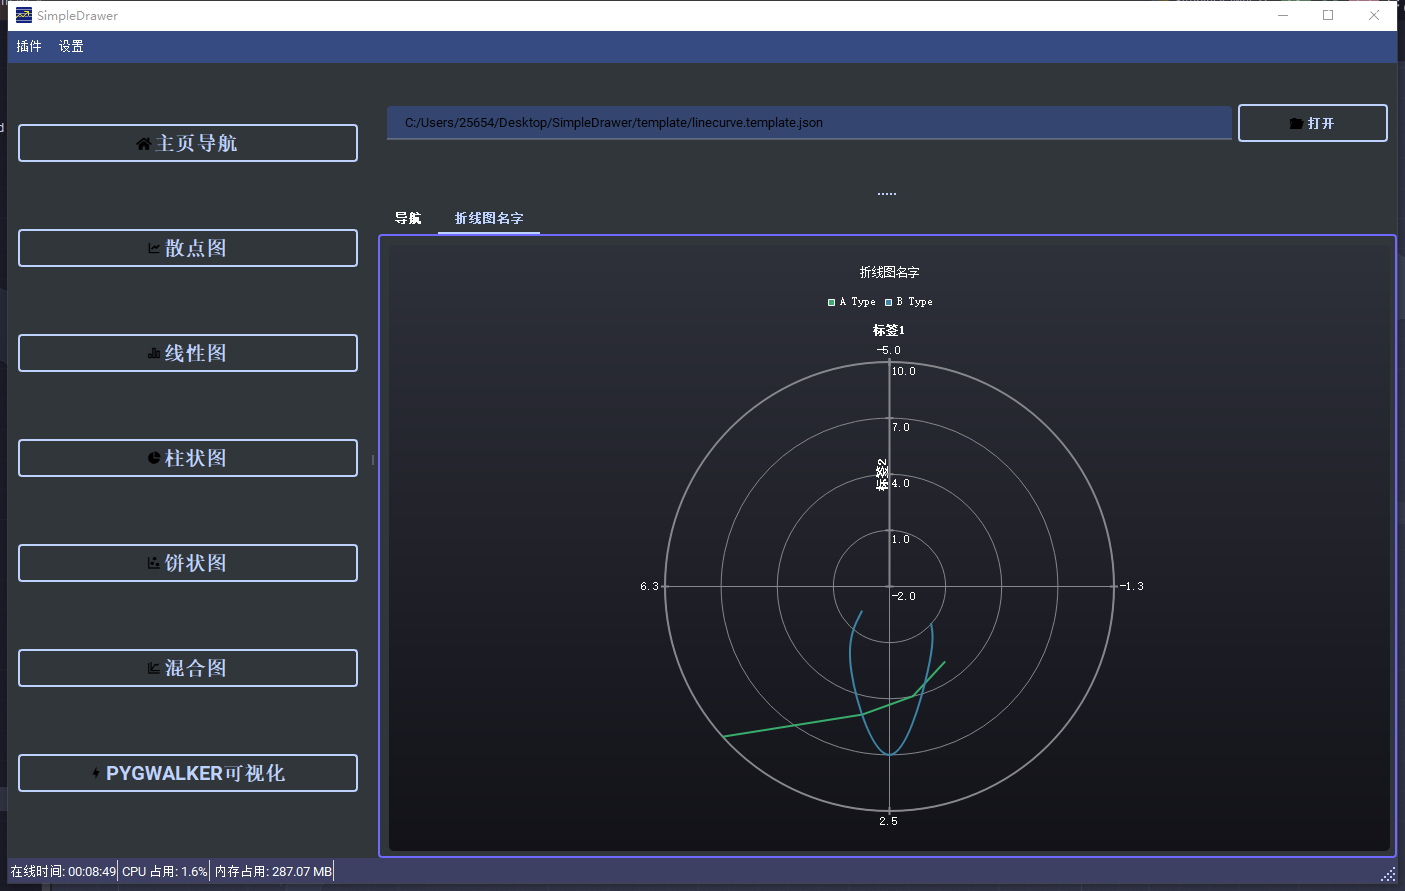 SimpleDrawer
插件 设置
主页导航
散点图
线性图
柱状图
饼状图
混合图
PYGWALKER可视化
C:/Users/25654/Desktop/SimpleDrawer/template/linecurve.template.json
打开
导航 折线图名字
折线图名字
A Type B Type
标签1
-5.0
10.0
7.0
标签2
4.0
1.0
6.3
-1.3
-2.0
2.5
在线时间: 00:08:49 CPU 占用: 1.6% 内存占用: 287.07 MB